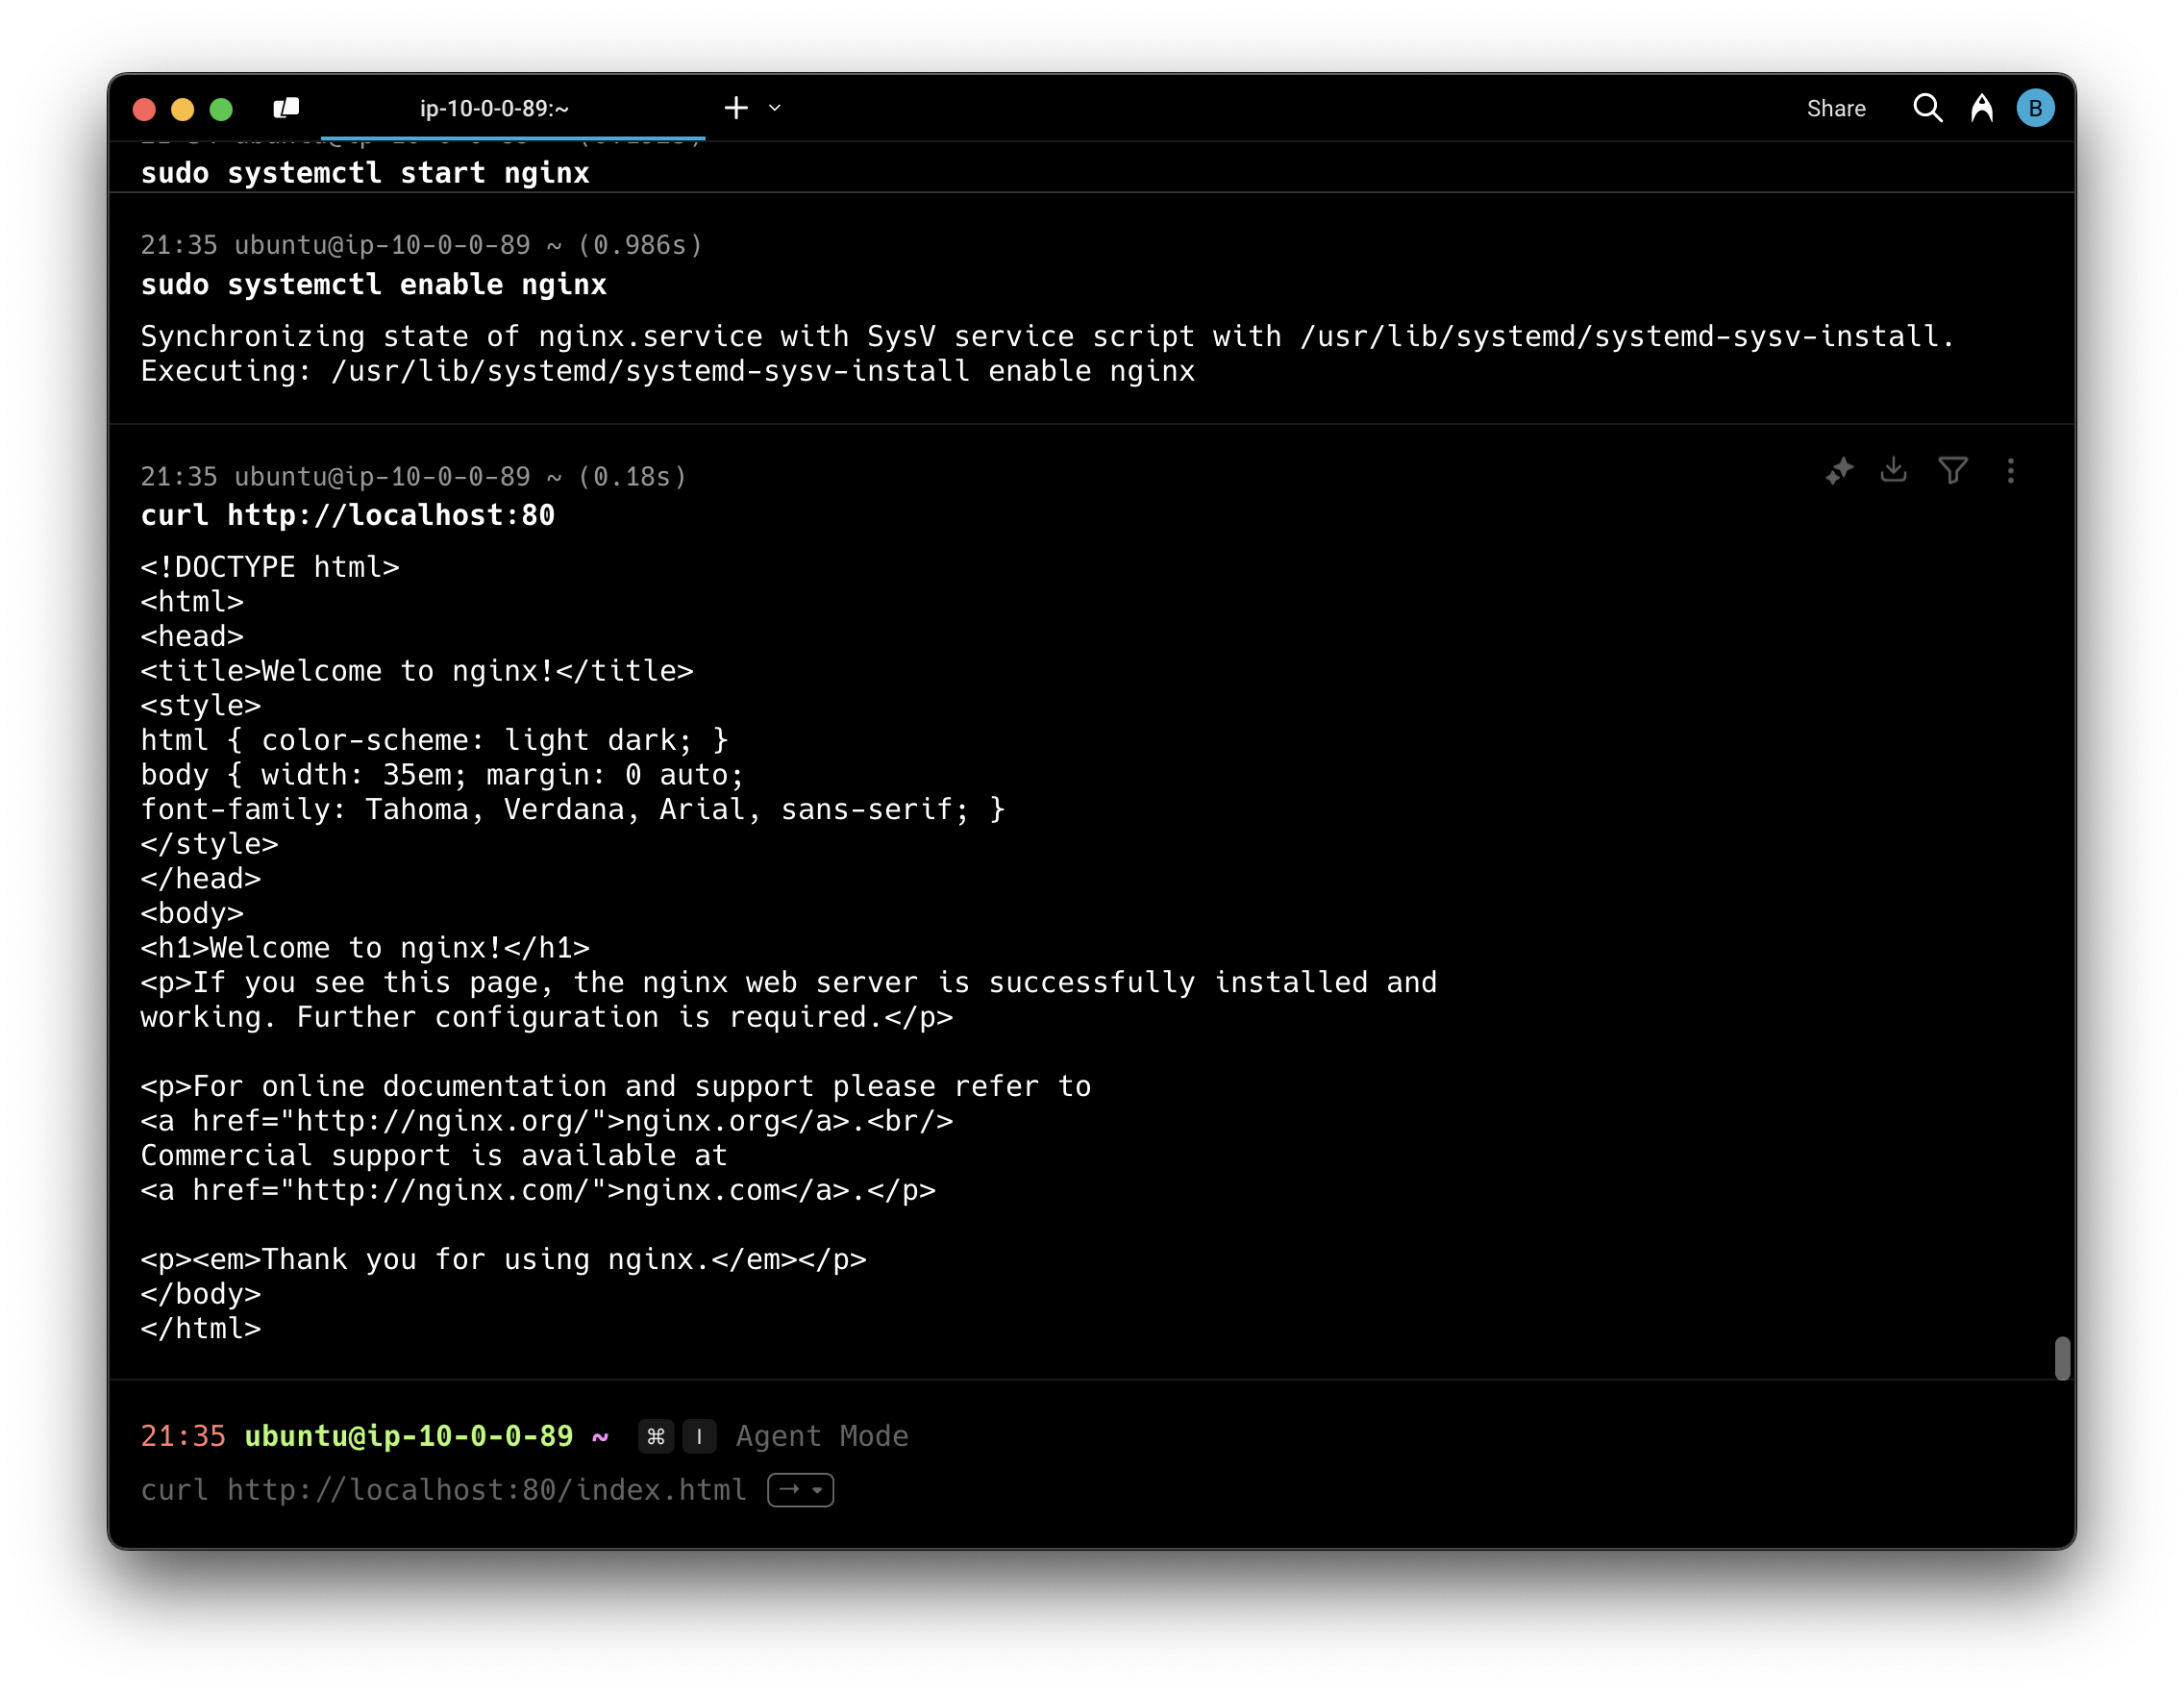 ip-10-0-0-89:~
Share
B
sudo systemctl start nginx
21:35 ubuntu@ip-10-0-0-89 ~ (0.986s)
sudo systemctl enable nginx
Synchronizing state of nginx.service with SysV service script with /usr/lib/systemd/systemd-sysv-install.
Executing: /usr/lib/systemd/systemd-sysv-install enable nginx
21:35 ubuntu@ip-10-0-0-89 ~ (0.18s)
curl http://localhost:80
<!DOCTYPE html>
<html>
<head>
<title>Welcome to nginx!</title>
<style>
html { color-scheme: light dark; }
body { width: 35em; margin: 0 auto;
font-family: Tahoma, Verdana, Arial, sans-serif; }
</style>
</head>
<body>
<h1>Welcome to nginx!</h1>
<p>If you see this page, the nginx web server is successfully installed and
working. Further configuration is required.</p>

<p>For online documentation and support please refer to
<a href="http://nginx.org/">nginx.org</a>.<br/>
Commercial support is available at
<a href="http://nginx.com/">nginx.com</a>.</p>

<p><em>Thank you for using nginx.</em></p>
</body>
</html>
21:35 ubuntu@ip-10-0-0-89 ~ ⌘ I Agent Mode
curl http://localhost:80/index.html